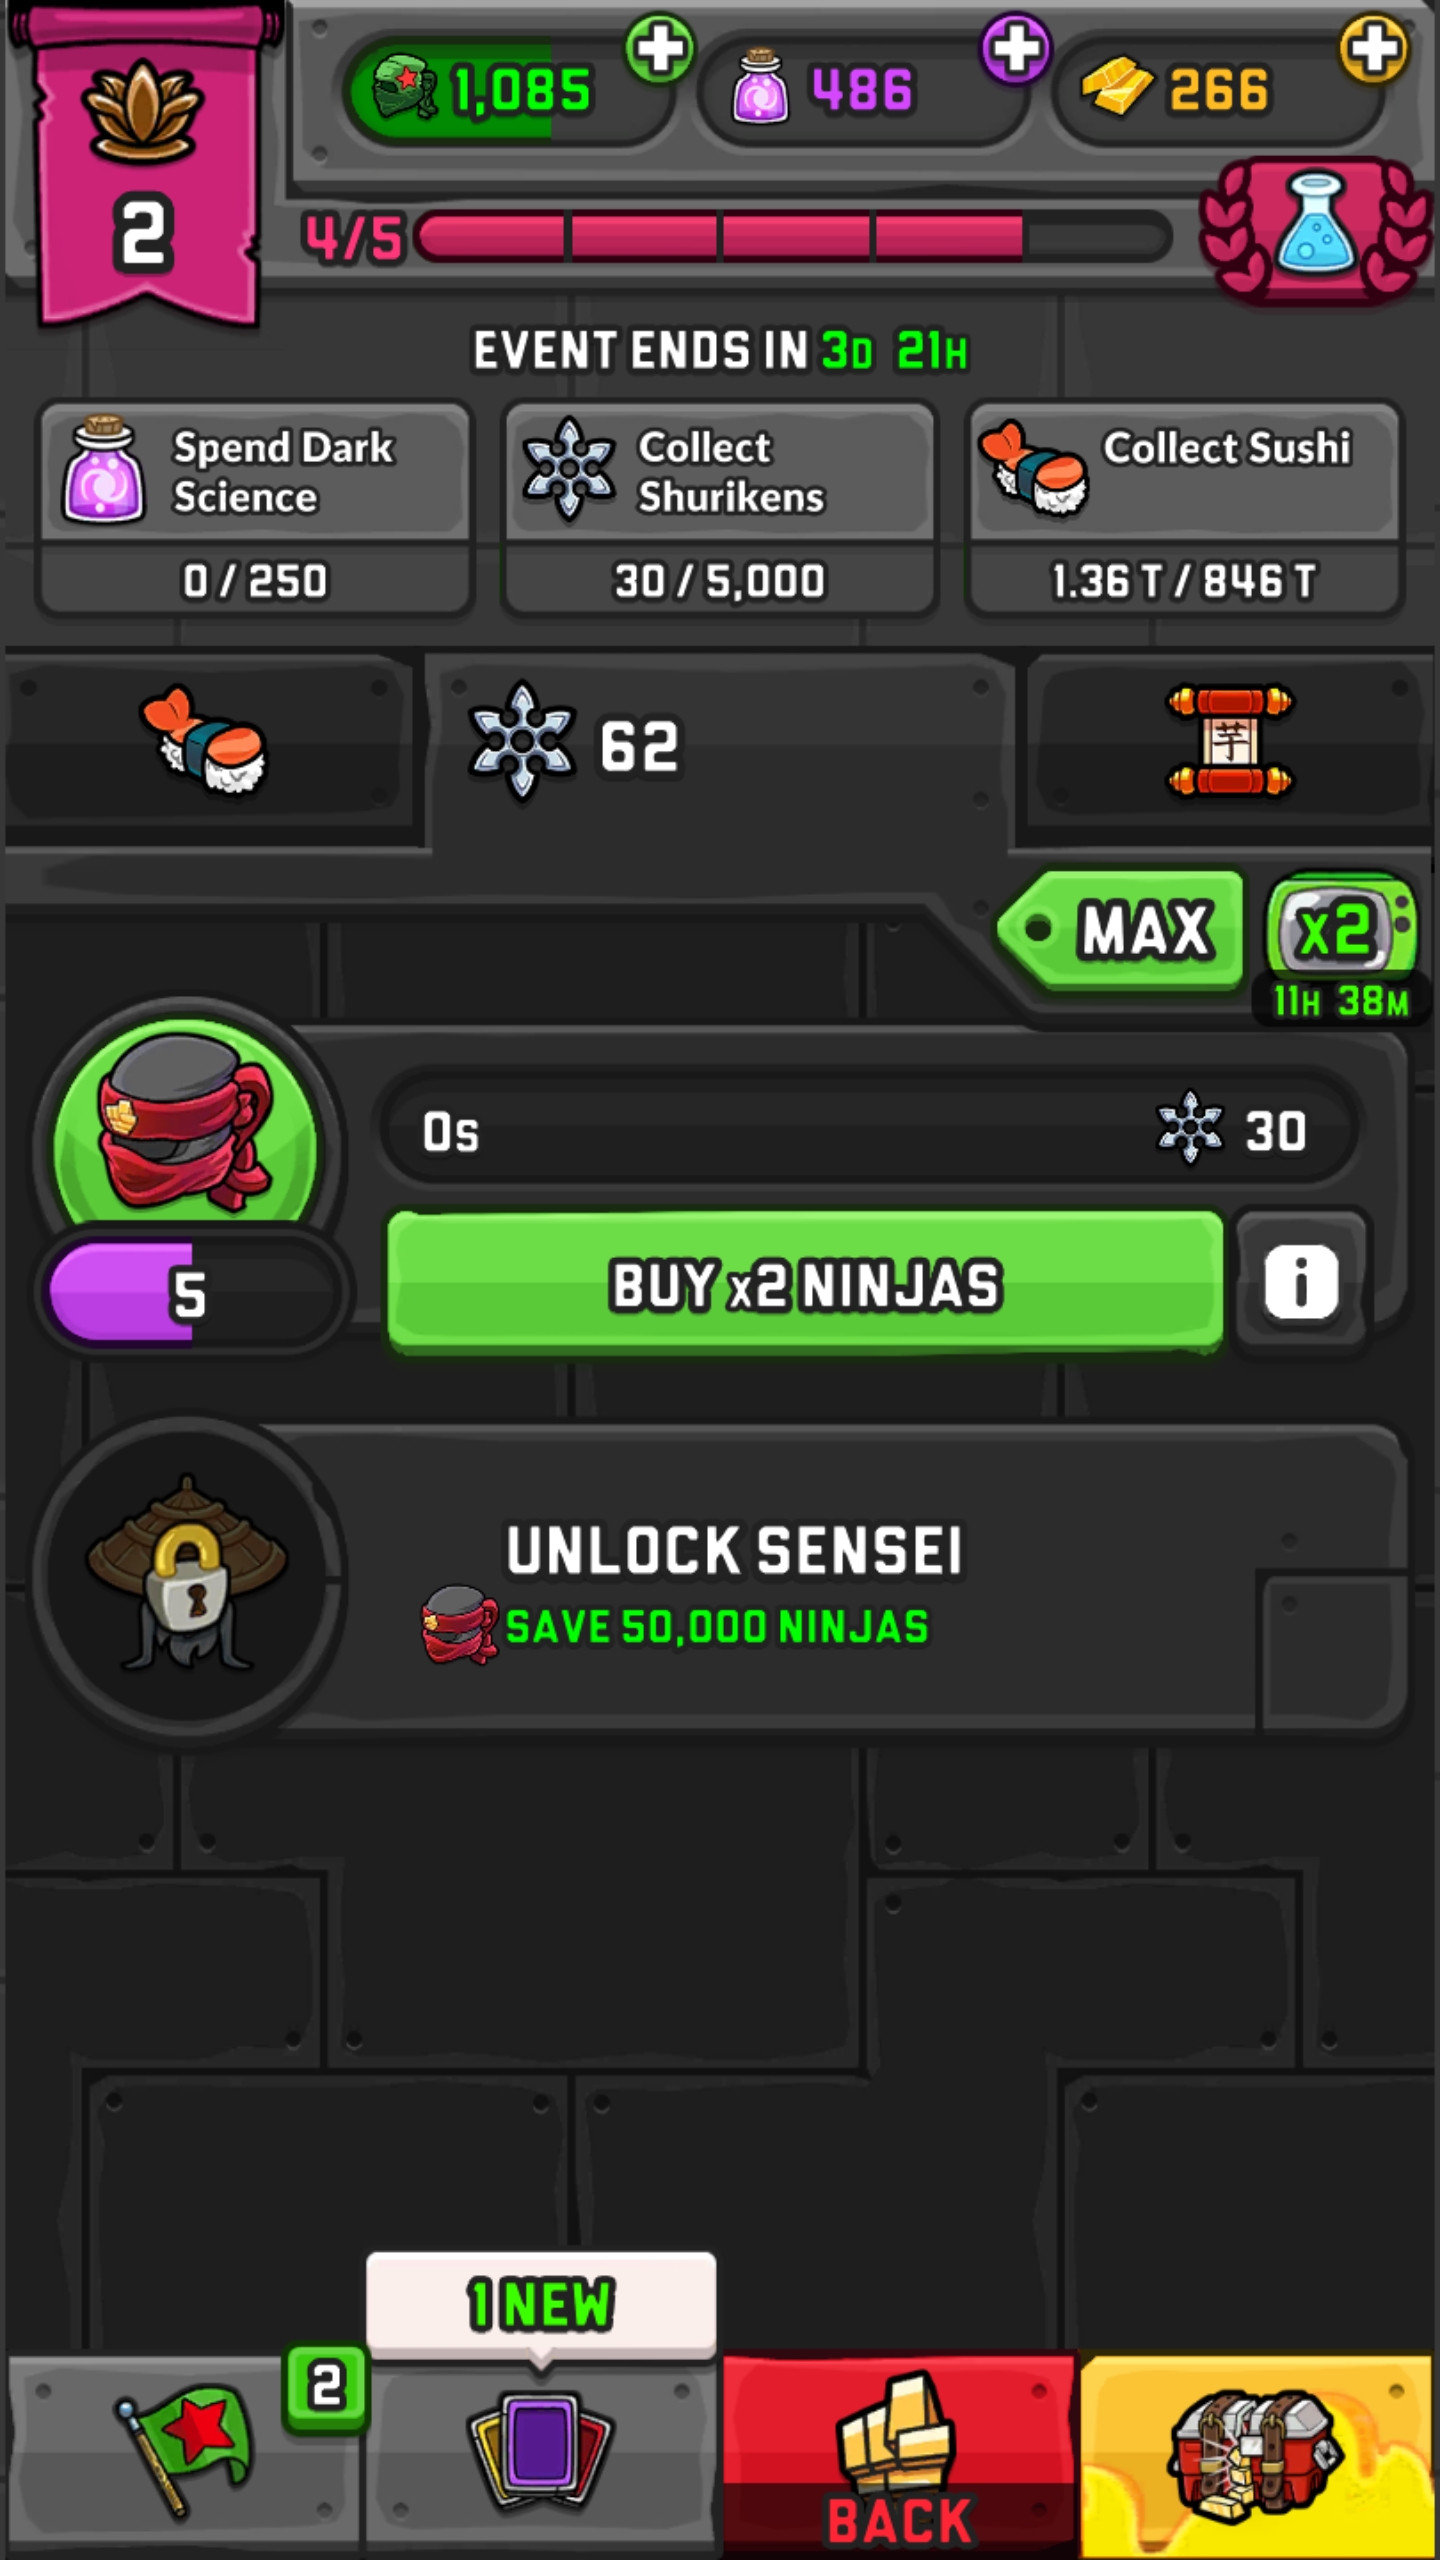 1,085
486
266
2
4/5
EVENT ENDS IN 3D 21H
Spend Dark
Science
0 / 250
Collect
Shurikens
30 / 5,000
Collect Sushi
1.36 T / 846 T
62
芋
MAX
x2
11H 38M
0s
30
5
BUY x2 NINJAS
i
UNLOCK SENSEI
SAVE 50,000 NINJAS
1 NEW
2
BACK